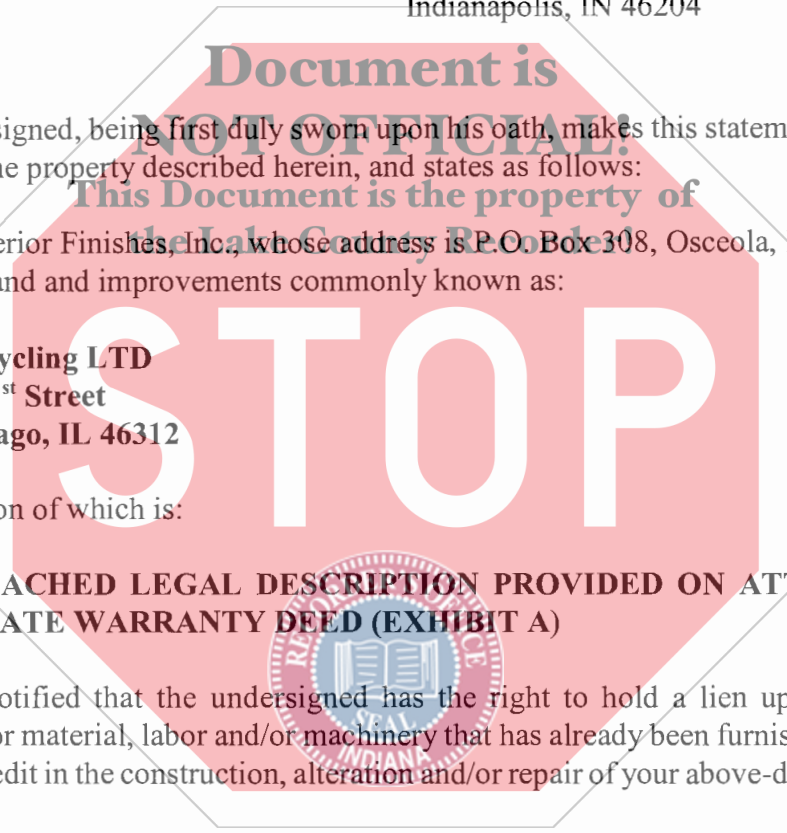 Indianapolis, IN 46204
Document is
signed, being first duly sworn upon his oath, makes this statem
NOT OFFICIAL!
he property described herein, and states as follows:
This Document is the property of
erior Finishes, Inc., whose address is P.O. Box 308, Osceola,
the Lake County Recorder!
and and improvements commonly known as:
STOP
ycling LTD
st Street
ago, IL 46312
on of which is:
ACHED LEGAL DESCRIPTION PROVIDED ON ATT
ATE WARRANTY DEED (EXHIBIT A)
RECORDER OFFICE
SEAL
INDIANA
otified that the undersigned has the right to hold a lien up
or material, labor and/or machinery that has already been furnis
edit in the construction, alteration and/or repair of your above-d